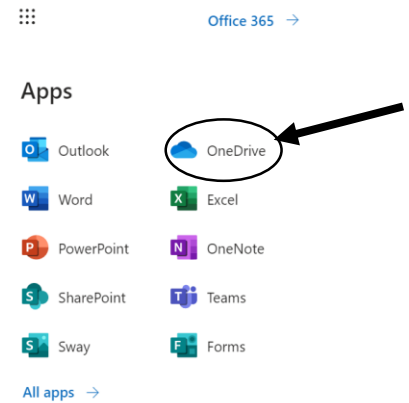 Office 365 →
Apps
Outlook OneDrive
Word Excel
PowerPoint OneNote
SharePoint Teams
Sway Forms
All apps →